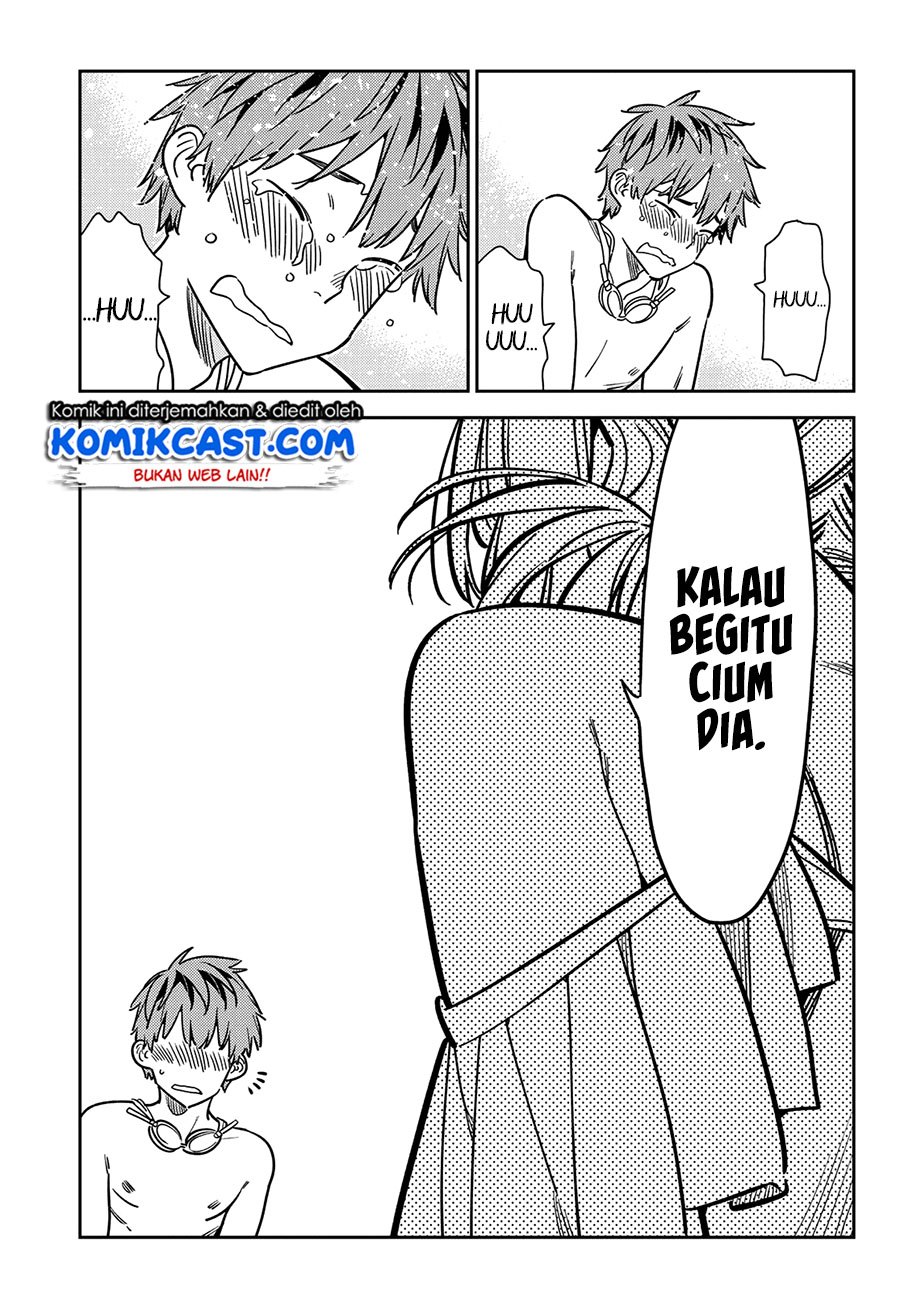 HUUU...
HUU
UUU...
...HUU...
Komik ini diterjemahkan & diedit oleh
KOMIKCAST.COM
BUKAN WEB LAIN!!
KALAU
BEGITU
CIUM
DIA.